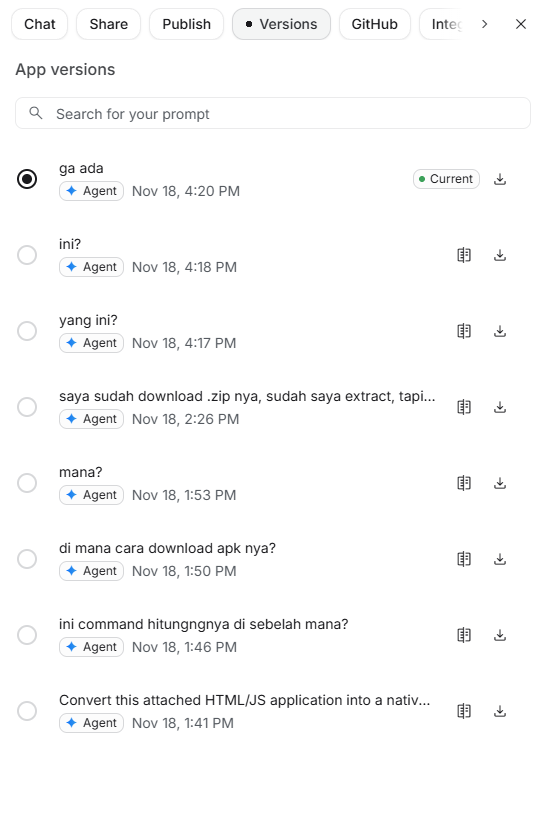 Chat Share Publish Versions GitHub
App versions
Search for your prompt
ga ada
Agent Nov 18, 4:20 PM Current
ini?
Agent Nov 18, 4:18 PM
yang ini?
Agent Nov 18, 4:17 PM
saya sudah download .zip nya, sudah saya extract, tapi...
Agent Nov 18, 2:26 PM
mana?
Agent Nov 18, 1:53 PM
di mana cara download apk nya?
Agent Nov 18, 1:50 PM
ini command hitungngnya di sebelah mana?
Agent Nov 18, 1:46 PM
Convert this attached HTML/JS application into a nativ...
Agent Nov 18, 1:41 PM